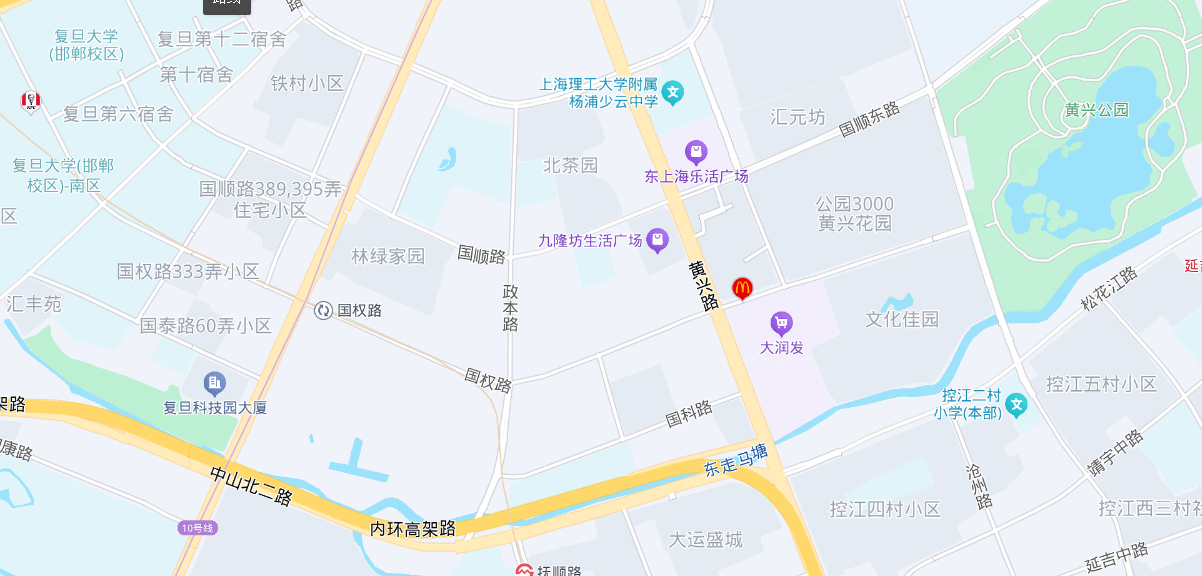 路线
路
复旦大学
(邯郸校区)
复旦第十二宿舍
第十宿舍
铁村小区
上海理工大学附属
杨浦少云中学
KFC
复旦第六宿舍
黄兴公园
汇元坊
国顺东路
复旦大学(邯郸
校区)-南区
北茶园
东上海乐活广场
国顺路389,395弄
住宅小区
公园3000
黄兴花园
区
九隆坊生活广场
林绿家园
国顺路
国权路333弄小区
黄兴路
松花江路
延
汇丰苑
国权路
政本路
国泰路60弄小区
文化佳园
大润发
国权路
控江五村小区
复旦科技园大厦
架路
控江二村
小学(本部)
国科路
康路
东走马塘
靖宇中路
中山北二路
沧州路
10号线
内环高架路
控江四村小区
控江西三村社
大运盛城
延吉中路
抚顺路